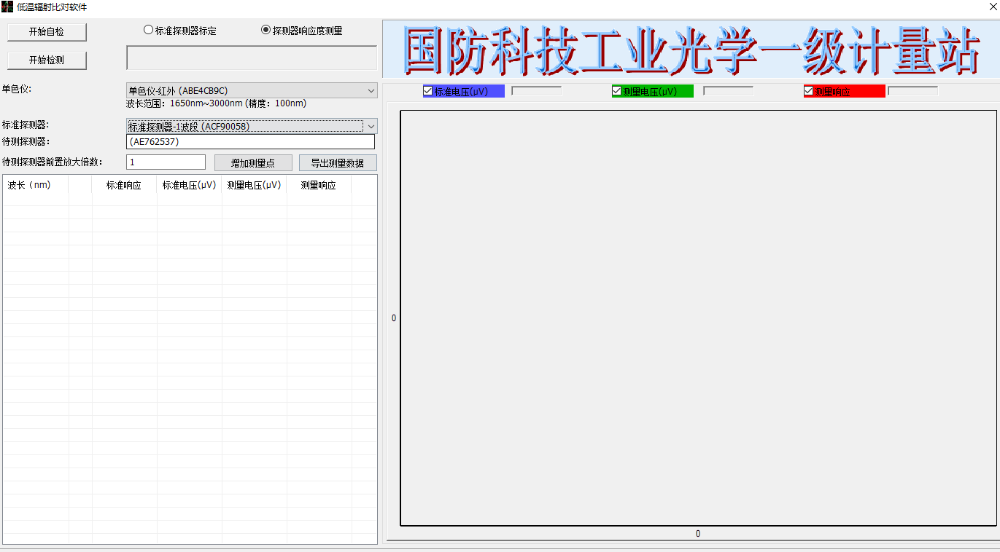 低温辐射比对软件
开始自检
标准探测器标定
探测器响应度测量
开始检测
国防科技工业光学一级计量站
单色仪:
单色仪-红外 (ABE4CB9C)
波长范围：1650nm~3000nm (精度：100nm)
标准电压(μV)
测量电压(μV)
测量响应
标准探测器:
标准探测器-1波段 (ACF90058)
待测探测器:
(AE762537)
待测探测器前置放大倍数:
1
增加测量点
导出测量数据
波长（nm)
标准响应
标准电压(μV)
测量电压(μV)
测量响应
0
0